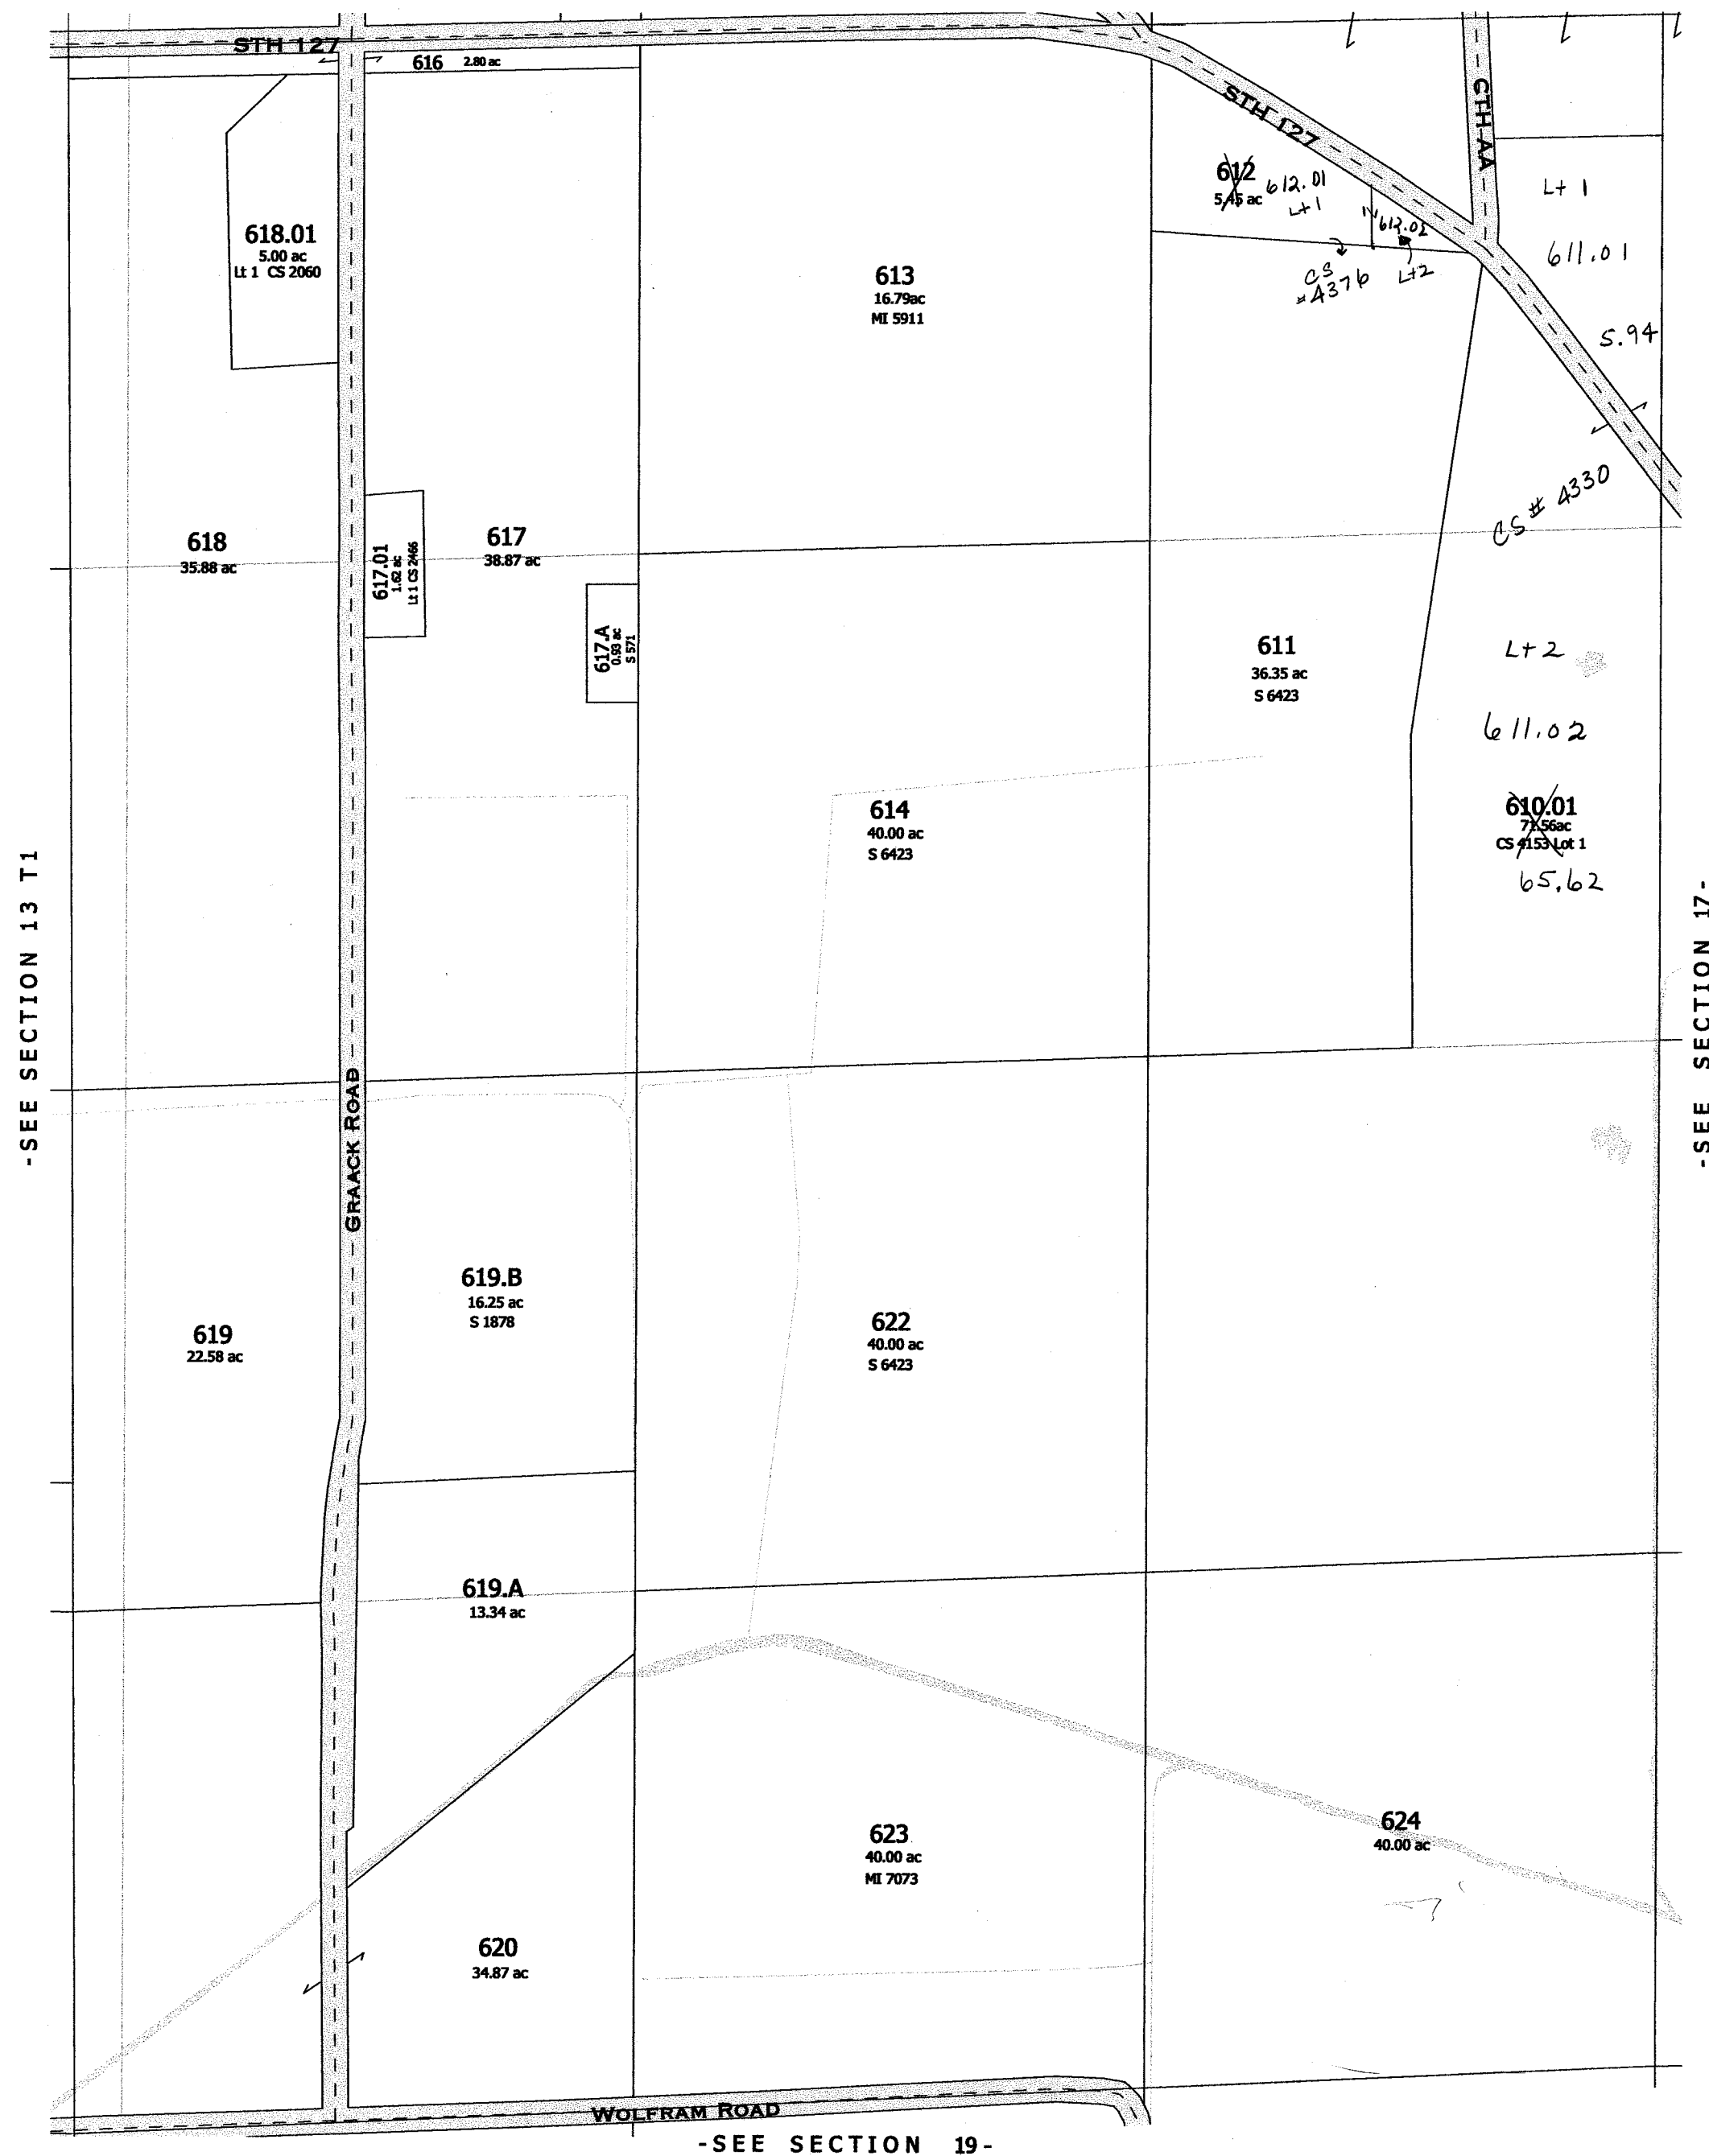 STH 127
616 2.80 ac
STH 127
CTH AA
612
5.45 ac
612.01
Lt 1
612.02
Lt 2
CS
#4376
Lt 1
611.01
5.94
618.01
5.00 ac
Lt 1 CS 2060
613
16.79ac
MI 5911
CS # 4330
618
35.88 ac
617.01
1.62 ac
Lt 1 CS 2466
617
38.87 ac
617.A
0.93 ac
S 571
611
36.35 ac
S 6423
Lt 2
611.02
610.01
71.56ac
CS 4153 Lot 1
65.62
614
40.00 ac
S 6423
-SEE SECTION 13 T1
-SEE SECTION 17-
GRAACK ROAD
619.B
16.25 ac
S 1878
619
22.58 ac
622
40.00 ac
S 6423
619.A
13.34 ac
623
40.00 ac
MI 7073
624
40.00 ac
620
34.87 ac
WOLFRAM ROAD
-SEE SECTION 19-